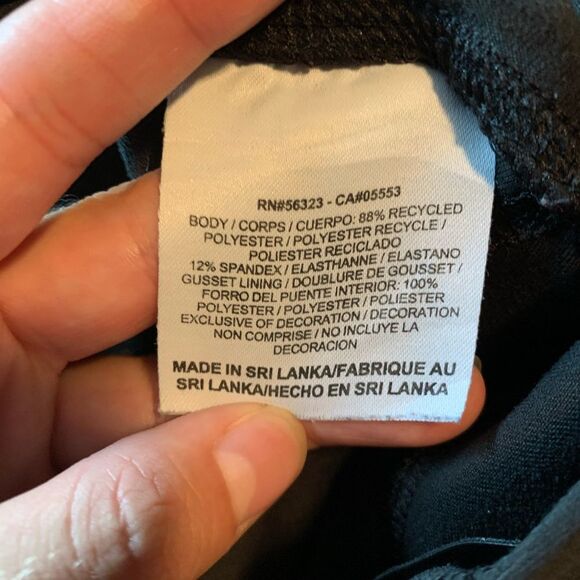 RN#56323 - CA#05553
BODY / CORPS / CUERPO: 88% RECYCLED
POLYESTER / POLYESTER RECYCLE /
POLIESTER RECICLADO
12% SPANDEX / ELASTHANNE / ELASTANO
GUSSET LINING / DOUBLURE DE GOUSSET /
FORRO DEL PUENTE INTERIOR: 100%
POLYESTER / POLYESTER / POLIESTER
EXCLUSIVE OF DECORATION / DECORATION
NON COMPRISE / NO INCLUYE LA
DECORACION
MADE IN SRI LANKA/FABRIQUE AU
SRI LANKA/HECHO EN SRI LANKA